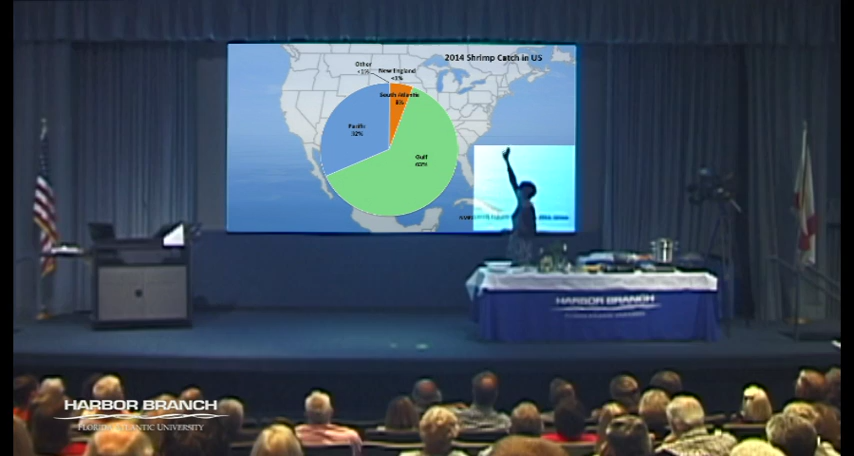 2014 Shrimp Catch in US
Other
<1%
New England
<1%
South Atlantic
8%
Pacific
32%
Gulf
60%
HARBOR BRANCH
HARBOR BRANCH
FLORIDA ATLANTIC UNIVERSITY